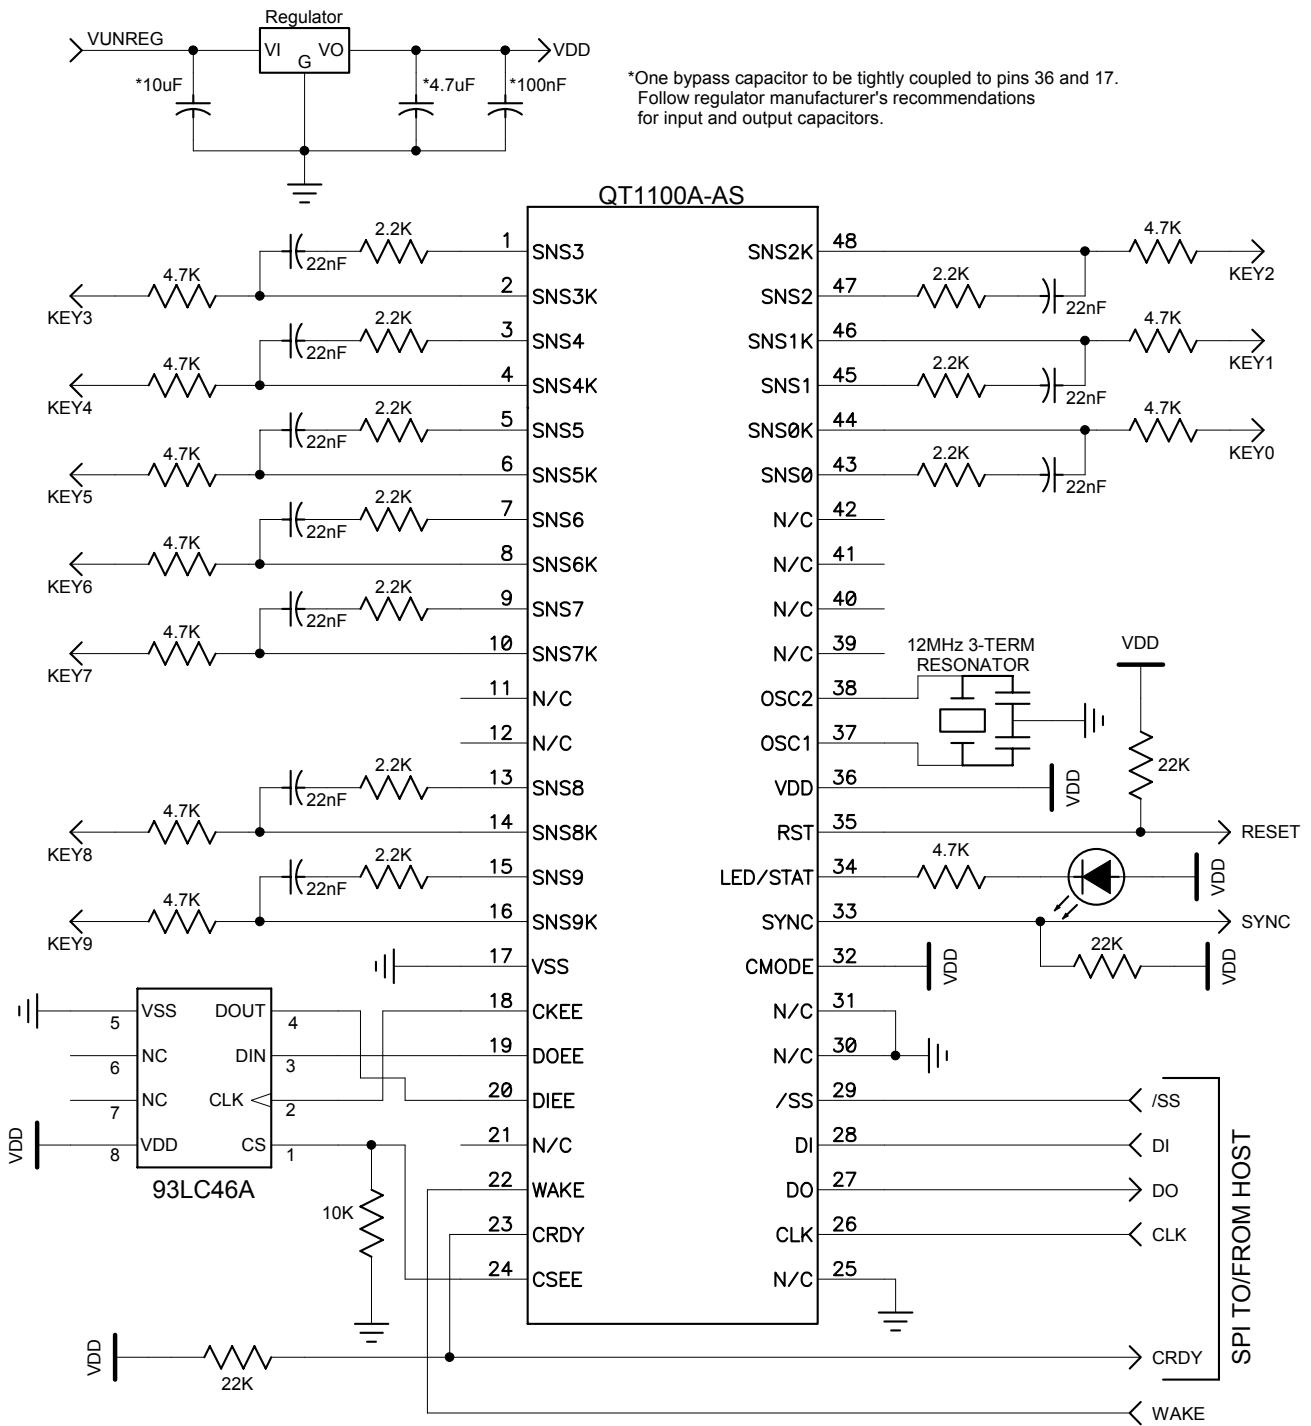 Regulator
VUNREG
VI
VO
G
VDD
*10uF
*4.7uF
*100nF
*One bypass capacitor to be tightly coupled to pins 36 and 17.
Follow regulator manufacturer's recommendations
for input and output capacitors.
QT1100A-AS
2.2K
22nF
1
SNS3
4.7K
KEY3
2
SNS3K
2.2K
22nF
3
SNS4
4.7K
KEY4
4
SNS4K
2.2K
22nF
5
SNS5
4.7K
KEY5
6
SNS5K
2.2K
22nF
7
SNS6
4.7K
KEY6
8
SNS6K
2.2K
22nF
9
SNS7
4.7K
KEY7
10
SNS7K
11
N/C
12
N/C
2.2K
22nF
13
SNS8
4.7K
KEY8
14
SNS8K
2.2K
22nF
15
SNS9
4.7K
KEY9
16
SNS9K
17
VSS
18
CKEE
19
DOEE
20
DIEE
21
N/C
22
WAKE
23
CRDY
24
CSEE
SNS2K
48
4.7K
KEY2
SNS2
47
2.2K
22nF
SNS1K
46
4.7K
KEY1
SNS1
45
2.2K
22nF
SNS0K
44
4.7K
KEY0
SNS0
43
2.2K
22nF
N/C
42
N/C
41
N/C
40
N/C
39
12MHz 3-TERM
RESONATOR
VDD
OSC2
38
OSC1
37
22K
VDD
36
VDD
RST
35
RESET
LED/STAT
34
4.7K
VDD
SYNC
33
SYNC
22K
VDD
CMODE
32
VDD
N/C
31
N/C
30
/SS
29
/SS
DI
28
DI
DO
27
DO
CLK
26
CLK
N/C
25
SPI TO/FROM HOST
5
VSS
DOUT
4
6
NC
DIN
3
7
NC
CLK
2
VDD
8
VDD
CS
1
93LC46A
10K
VDD
22K
CRDY
WAKE